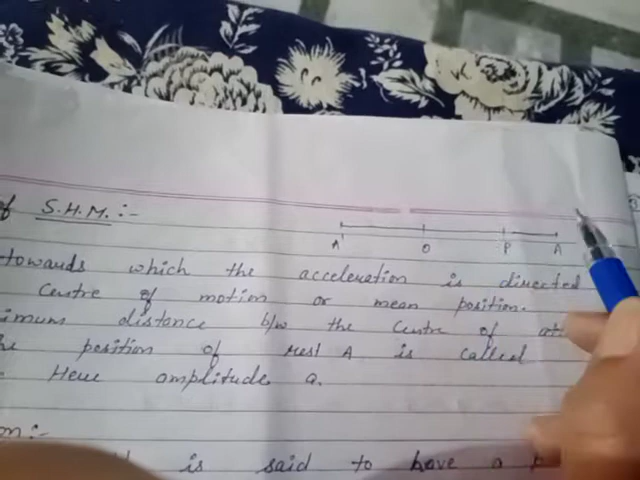 of S.H.M. :-
A' O P A
towards which the acceleration is directed
Centre of motion or mean position.
distance b/w the Centre of
position of rest A is called
Here amplitude a.
on :-
is said to have a